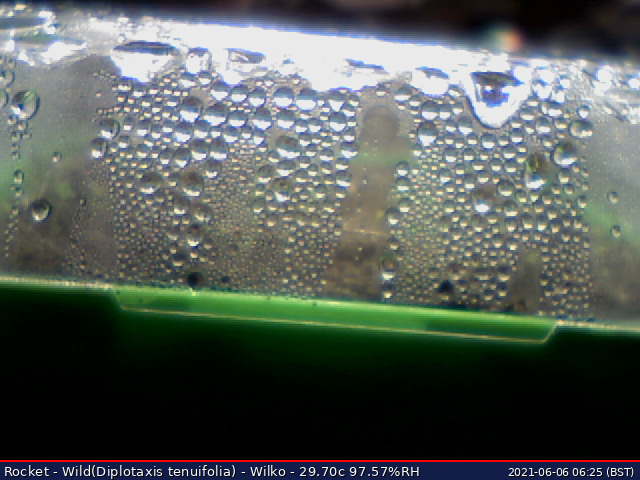 Rocket - Wild(Diplotaxis tenuifolia) - Wilko - 29.70c 97.57%RH
2021-06-06 06:25 (BST)